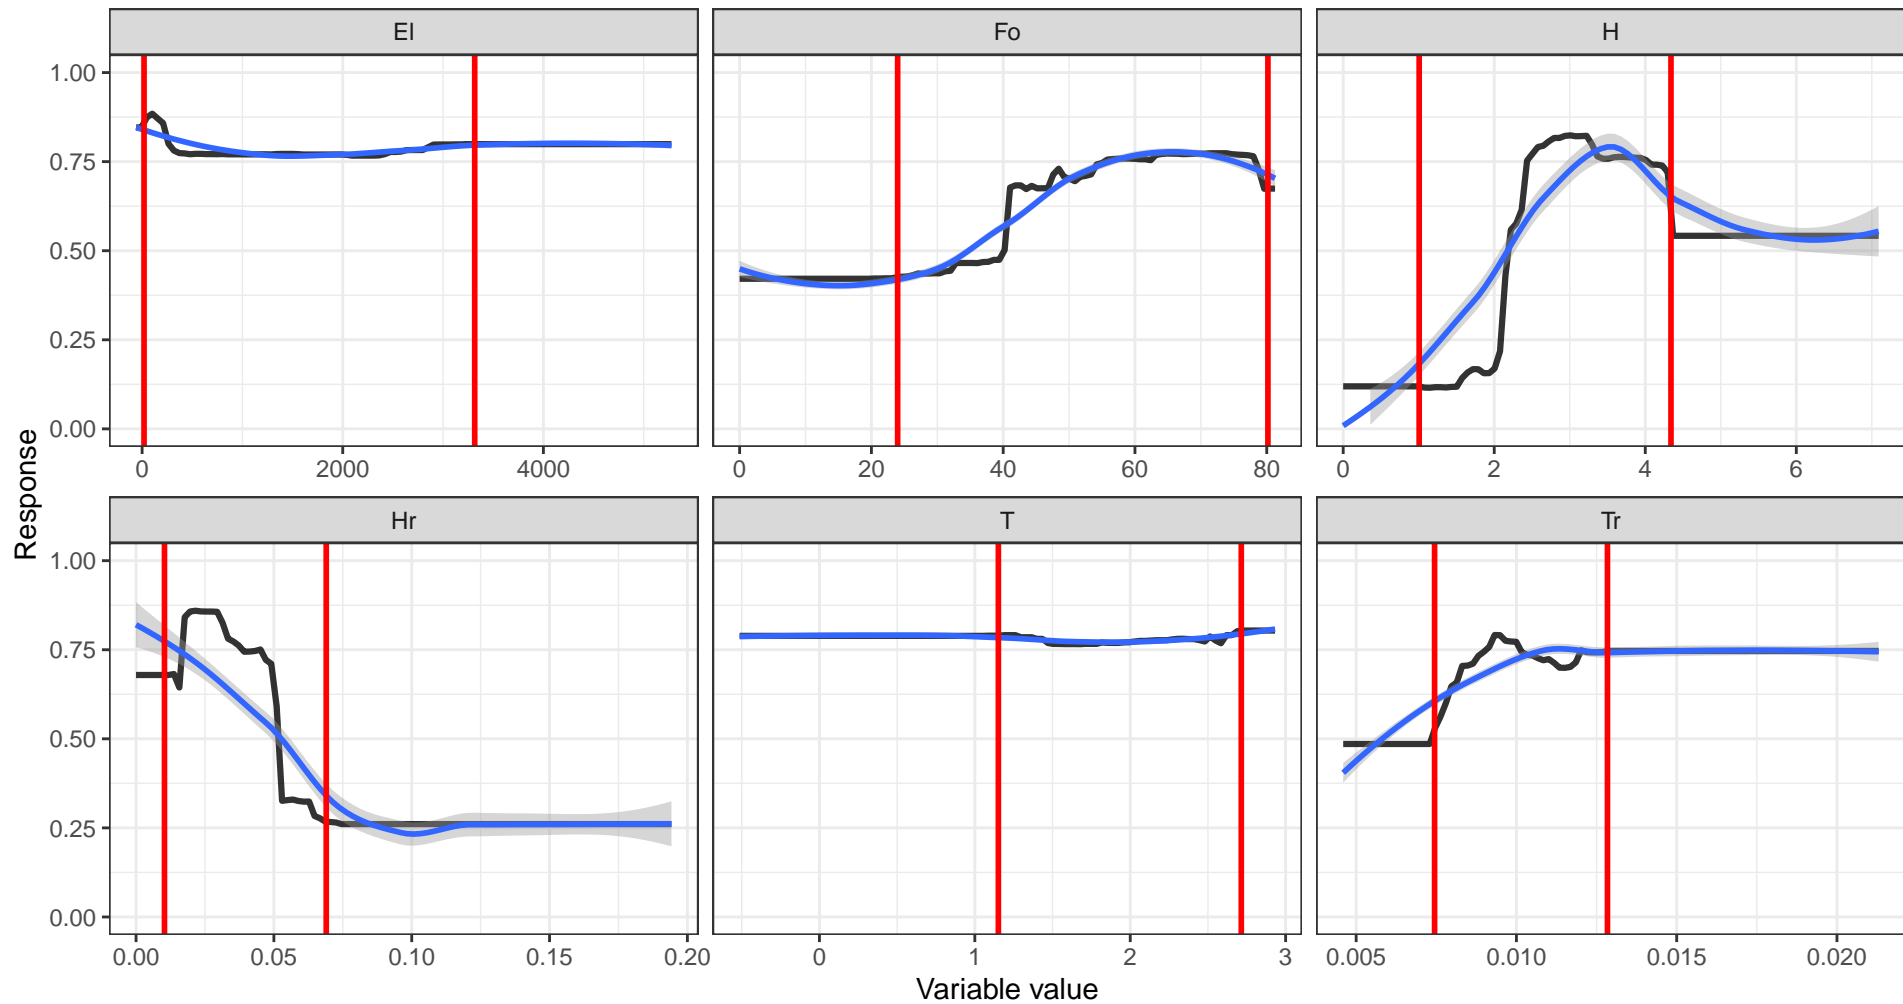 El
Fo
H
1.00
0.75
0.50
0.25
0.00
0 2000 4000
0 20 40 60 80
0 2 4 6
Hr
T
Tr
1.00
0.75
0.50
0.25
0.00
0.00 0.05 0.10 0.15 0.20
0 1 2 3
0.005 0.010 0.015 0.020
Response
Variable value